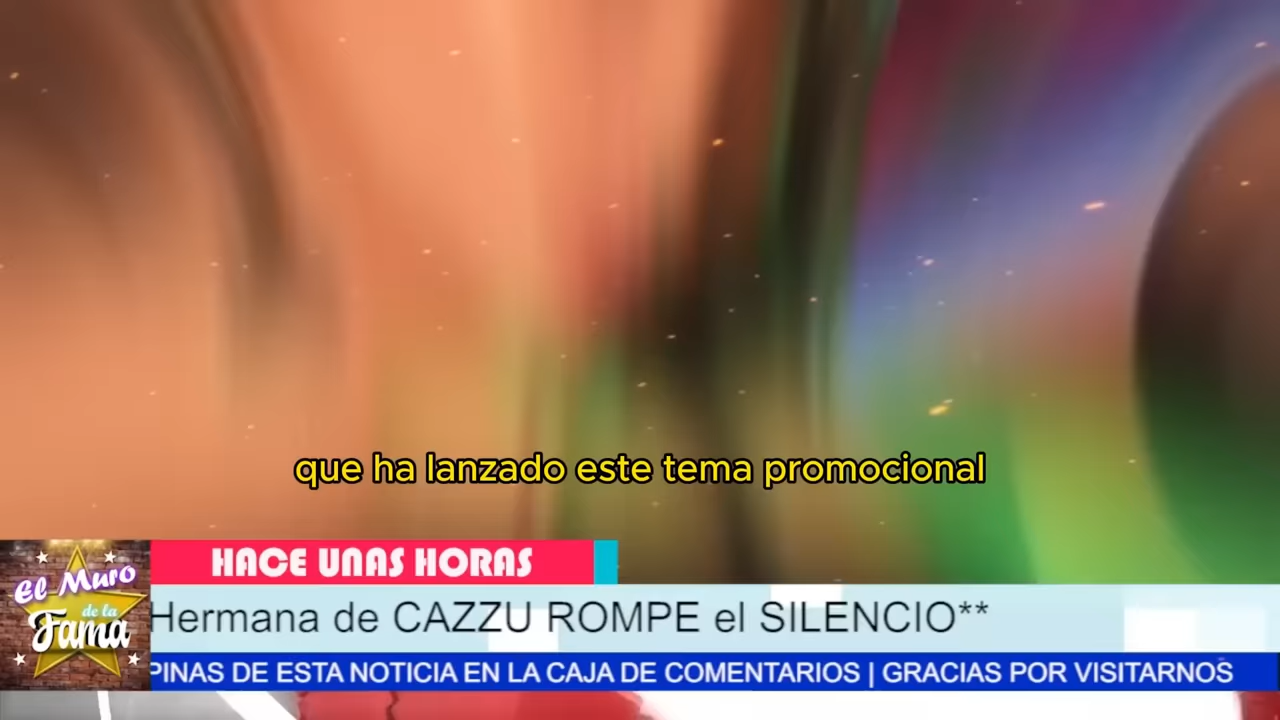 que ha lanzado este tema promocional
HACE UNAS HORAS
El Muro
de la
Fama
Hermana de CAZZU ROMPE el SILENCIO**
PINAS DE ESTA NOTICIA EN LA CAJA DE COMENTARIOS | GRACIAS POR VISITARNOS